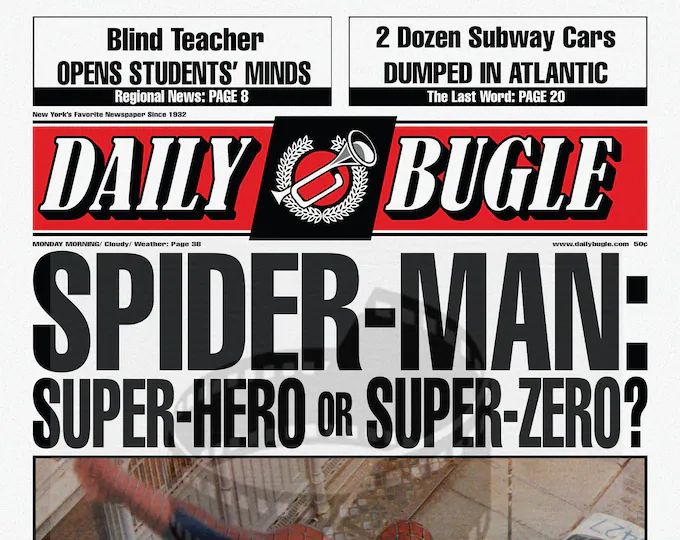 Blind Teacher
OPENS STUDENTS' MINDS
Regional News: PAGE 8
2 Dozen Subway Cars
DUMPED IN ATLANTIC
The Last Word: PAGE 20
New York's Favorite Newspaper Since 1932
DAILY BUGLE
MONDAY MORNING/ Cloudy/ Weather: Page 38
www.dailybugle.com 50¢
SPIDER-MAN:
SUPER-HERO OR SUPER-ZERO?
427